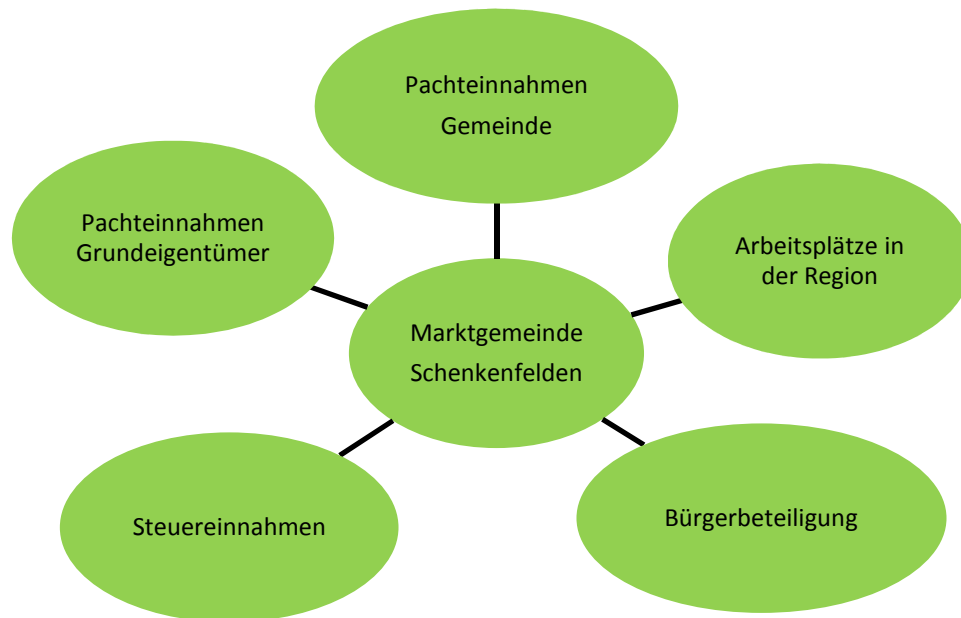 Pachteinnahmen
Gemeinde
Pachteinnahmen
Grundeigentümer
Arbeitsplätze in
der Region
Marktgemeinde
Schenkenfelden
Steuereinnahmen
Bürgerbeteiligung